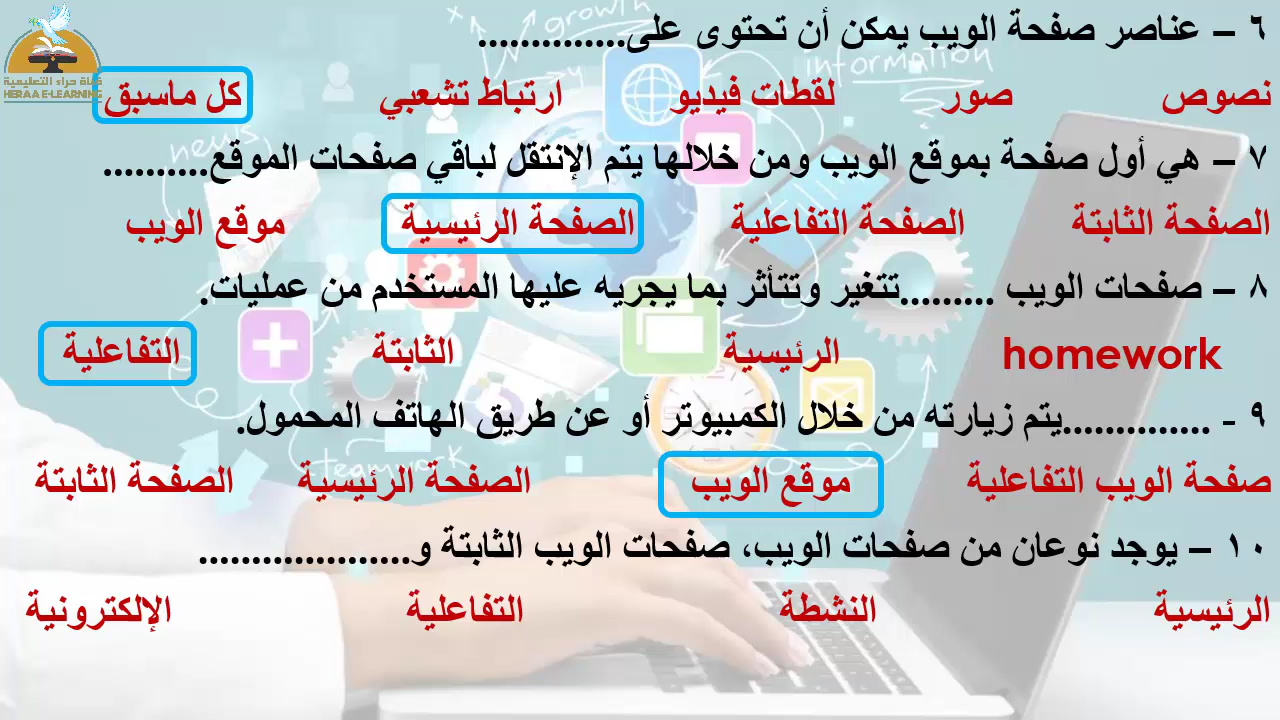 ٦ – عناصر صفحة الويب يمكن أن تحتوى على..............
نصوص صور لقطات فيديو ارتباط تشعبي كل ماسبق
٧ – هي أول صفحة بموقع الويب ومن خلالها يتم الإنتقل لباقي صفحات الموقع..........
الصفحة الثابتة الصفحة التفاعلية الصفحة الرئيسية موقع الويب
٨ – صفحات الويب .........تتغير وتتأثر بما يجريه عليها المستخدم من عمليات.
homework الرئيسية الثابتة التفاعلية
٩ - ..............يتم زيارته من خلال الكمبيوتر أو عن طريق الهاتف المحمول.
صفحة الويب التفاعلية موقع الويب الصفحة الرئيسية الصفحة الثابتة
١٠ – يوجد نوعان من صفحات الويب، صفحات الويب الثابتة و....................
الرئيسية النشطة التفاعلية الإلكترونية
قناة حراء التعليمية
HERAA E-LEARNING
growth
information
news
teamwork